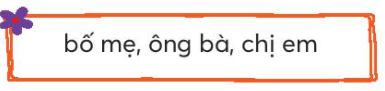 bố mẹ, ông bà, chị em